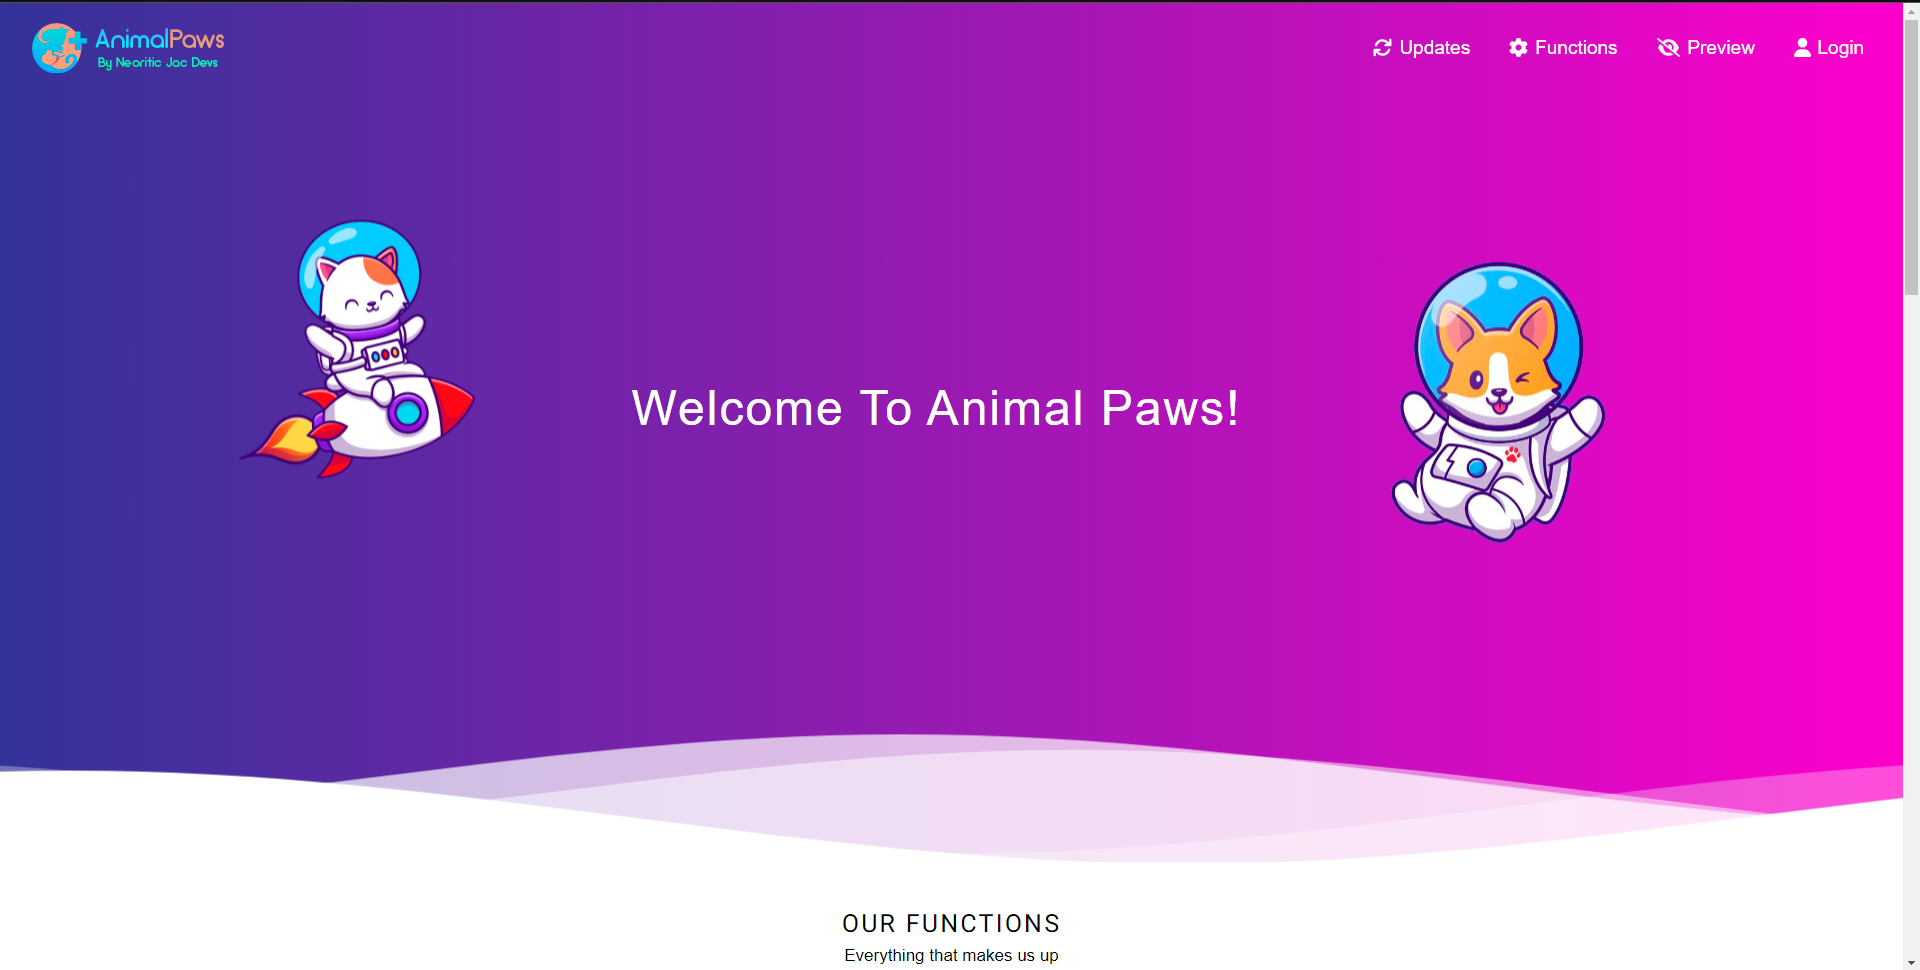 AnimalPaws
By Neoritic Jac Devs
Updates
Functions
Preview
Login
Welcome To Animal Paws!
OUR FUNCTIONS
Everything that makes us up